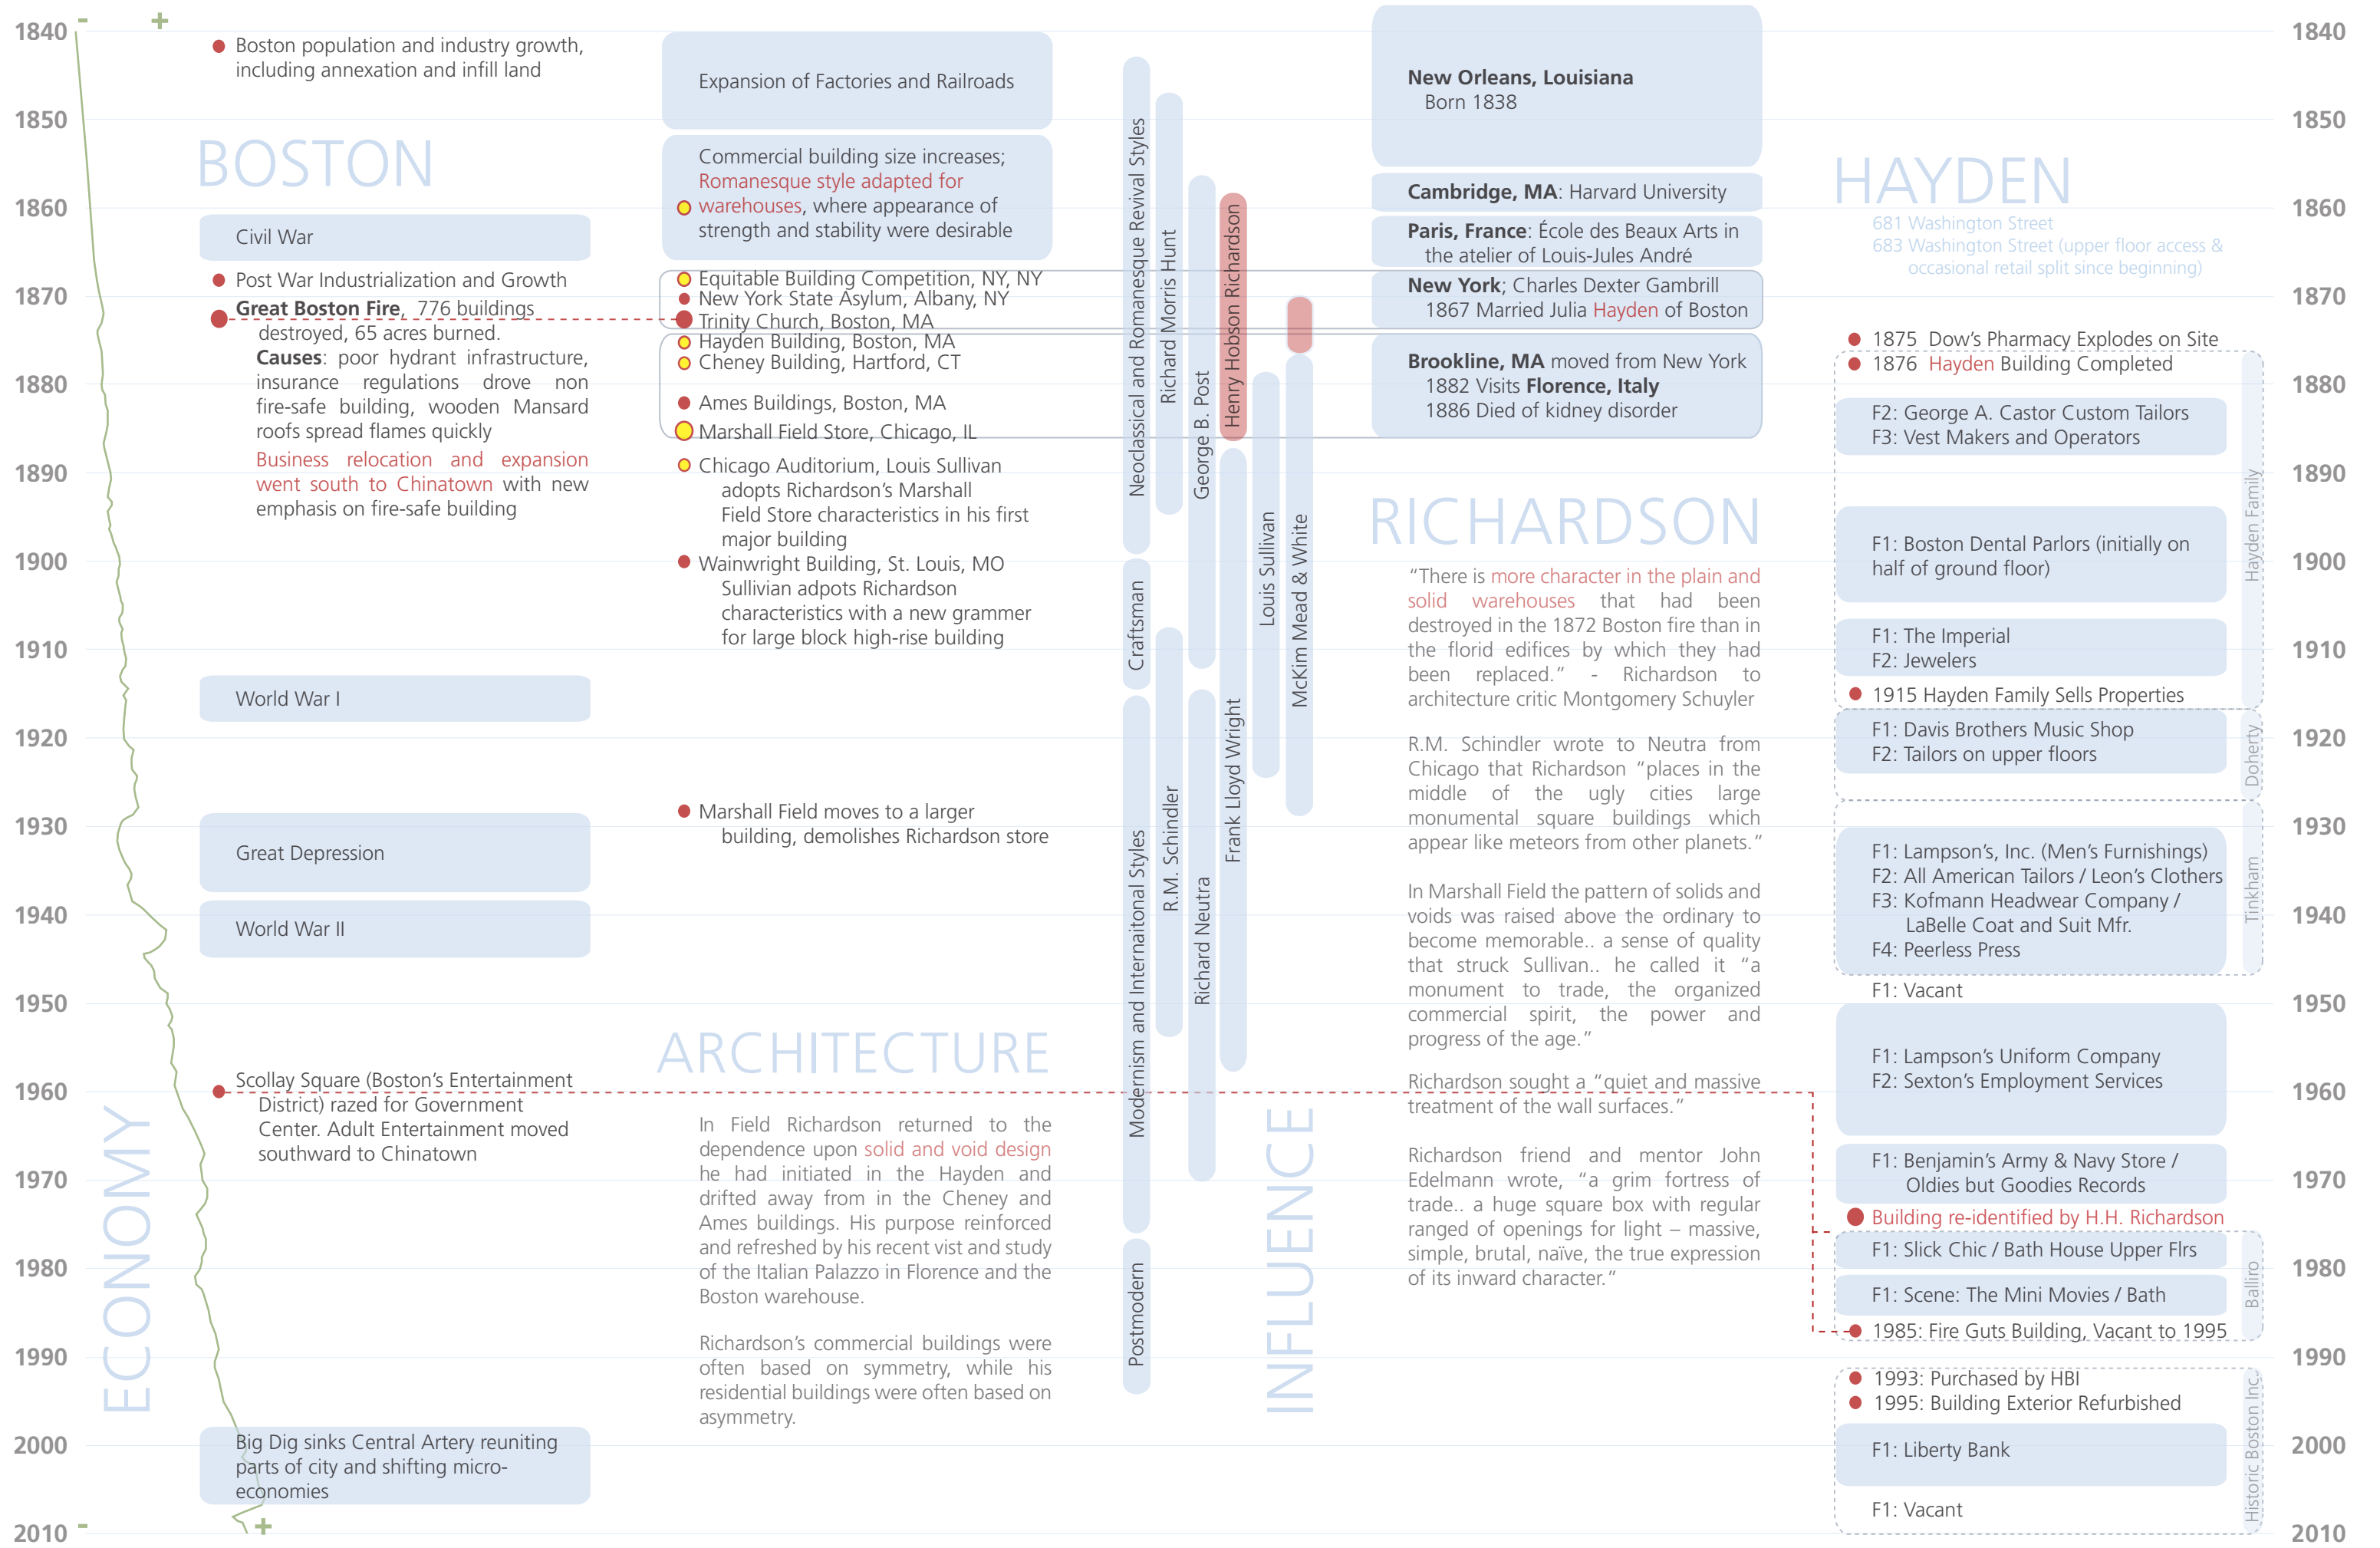 - +
1840
1850
1860
1870
1880
1890
1900
1910
1920
1930
1940
1950
1960
1970
1980
1990
2000
2010
- +
ECONOMY
Boston population and industry growth,
including annexation and infill land
BOSTON
Civil War
Post War Industrialization and Growth
Great Boston Fire, 776 buildings
destroyed, 65 acres burned.
Causes: poor hydrant infrastructure,
insurance regulations drove non
fire-safe building, wooden Mansard
roofs spread flames quickly
Business relocation and expansion
went south to Chinatown with new
emphasis on fire-safe building
World War I
Great Depression
World War II
Scollay Square (Boston's Entertainment
District) razed for Government
Center. Adult Entertainment moved
southward to Chinatown
Big Dig sinks Central Artery reuniting
parts of city and shifting micro-
economies
Expansion of Factories and Railroads
Commercial building size increases;
Romanesque style adapted for
warehouses, where appearance of
strength and stability were desirable
Equitable Building Competition, NY, NY
New York State Asylum, Albany, NY
Trinity Church, Boston, MA
Hayden Building, Boston, MA
Cheney Building, Hartford, CT
Ames Buildings, Boston, MA
Marshall Field Store, Chicago, IL
Chicago Auditorium, Louis Sullivan
adopts Richardson's Marshall
Field Store characteristics in his first
major building
Wainwright Building, St. Louis, MO
Sullivian adpots Richardson
characteristics with a new grammer
for large block high-rise building
Marshall Field moves to a larger
building, demolishes Richardson store
ARCHITECTURE
In Field Richardson returned to the
dependence upon solid and void design
he had initiated in the Hayden and
drifted away from in the Cheney and
Ames buildings. His purpose reinforced
and refreshed by his recent vist and study
of the Italian Palazzo in Florence and the
Boston warehouse.
Richardson's commercial buildings were
often based on symmetry, while his
residential buildings were often based on
asymmetry.
Neoclassical and Romanesque Revival Styles
Craftsman
Modernism and Internaitonal Styles
Postmodern
Richard Morris Hunt
R.M. Schindler
George B. Post
Richard Neutra
Henry Hobson Richardson
Frank Lloyd Wright
Louis Sullivan
McKim Mead & White
INFLUENCE
New Orleans, Louisiana
Born 1838
Cambridge, MA: Harvard University
Paris, France: École des Beaux Arts in
the atelier of Louis-Jules André
New York; Charles Dexter Gambrill
1867 Married Julia Hayden of Boston
Brookline, MA moved from New York
1882 Visits Florence, Italy
1886 Died of kidney disorder
RICHARDSON
“There is more character in the plain and
solid warehouses that had been
destroyed in the 1872 Boston fire than in
the florid edifices by which they had
been replaced.” - Richardson to
architecture critic Montgomery Schuyler
R.M. Schindler wrote to Neutra from
Chicago that Richardson “places in the
middle of the ugly cities large
monumental square buildings which
appear like meteors from other planets.”
In Marshall Field the pattern of solids and
voids was raised above the ordinary to
become memorable.. a sense of quality
that struck Sullivan.. he called it “a
monument to trade, the organized
commercial spirit, the power and
progress of the age.”
Richardson sought a “quiet and massive
treatment of the wall surfaces.”
Richardson friend and mentor John
Edelmann wrote, “a grim fortress of
trade.. a huge square box with regular
ranged of openings for light – massive,
simple, brutal, naïve, the true expression
of its inward character.”
HAYDEN
681 Washington Street
683 Washington Street (upper floor access &
occasional retail split since beginning)
1875 Dow's Pharmacy Explodes on Site
1876 Hayden Building Completed
F2: George A. Castor Custom Tailors
F3: Vest Makers and Operators
F1: Boston Dental Parlors (initially on
half of ground floor)
F1: The Imperial
F2: Jewelers
1915 Hayden Family Sells Properties
Hayden Family
F1: Davis Brothers Music Shop
F2: Tailors on upper floors
Doherty
F1: Lampson's, Inc. (Men's Furnishings)
F2: All American Tailors / Leon's Clothers
F3: Kofmann Headwear Company /
LaBelle Coat and Suit Mfr.
F4: Peerless Press
Tinkham
F1: Vacant
F1: Lampson's Uniform Company
F2: Sexton's Employment Services
F1: Benjamin's Army & Navy Store /
Oldies but Goodies Records
Building re-identified by H.H. Richardson
F1: Slick Chic / Bath House Upper Flrs
F1: Scene: The Mini Movies / Bath
1985: Fire Guts Building, Vacant to 1995
Balliro
1993: Purchased by HBI
1995: Building Exterior Refurbished
F1: Liberty Bank
F1: Vacant
Historic Boston Inc.
1840
1850
1860
1870
1880
1890
1900
1910
1920
1930
1940
1950
1960
1970
1980
1990
2000
2010